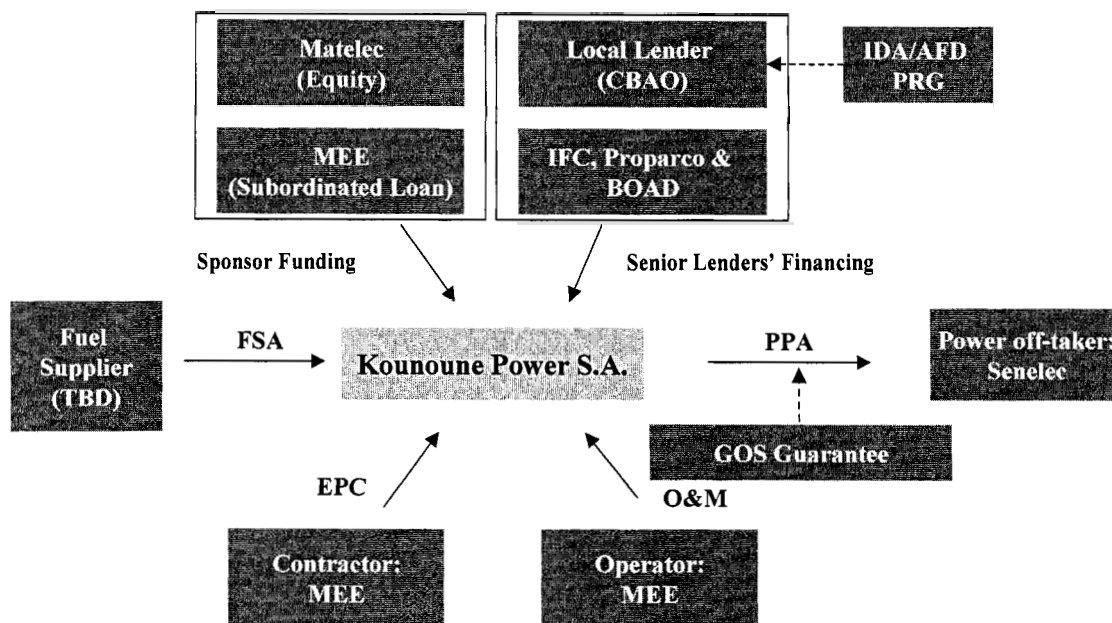 Matelec
(Equity)
Local Lender
(CBAO)
IDA/AFD
PRG
MEE
(Subordinated Loan)
IFC, Proparco &
BOAD
Sponsor Funding
Senior Lenders' Financing
Fuel
Supplier
(TBD)
FSA
Kounoune Power S.A.
PPA
Power off-taker:
Senelec
GOS Guarantee
EPC
O&M
Contractor:
MEE
Operator:
MEE